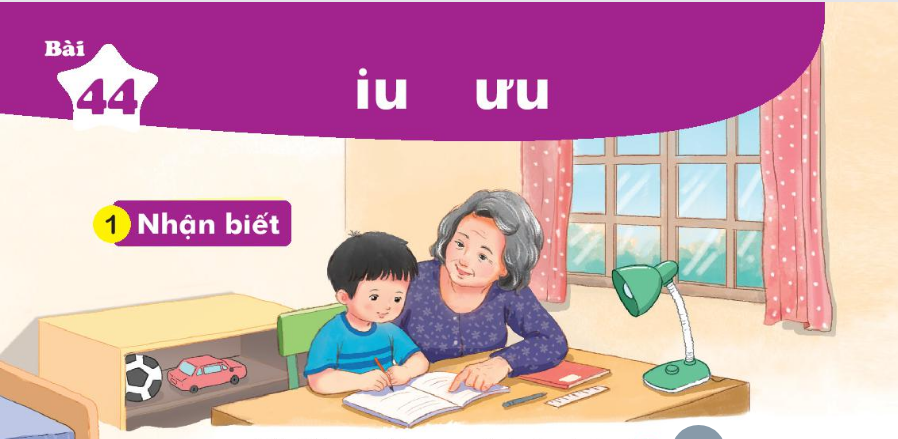 Bài
44
iu ưu
1 Nhận biết